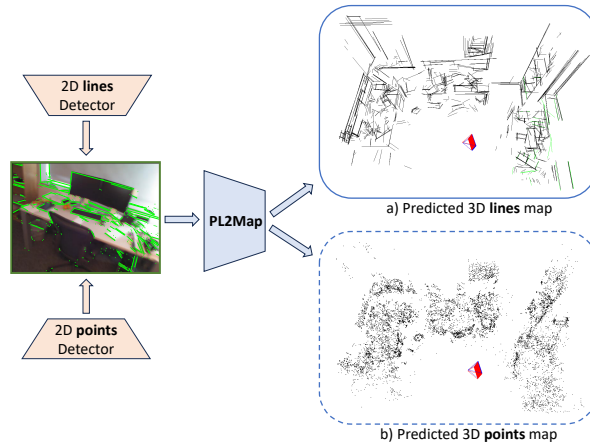 2D lines
Detector
PL2Map
2D points
Detector
a) Predicted 3D lines map
b) Predicted 3D points map